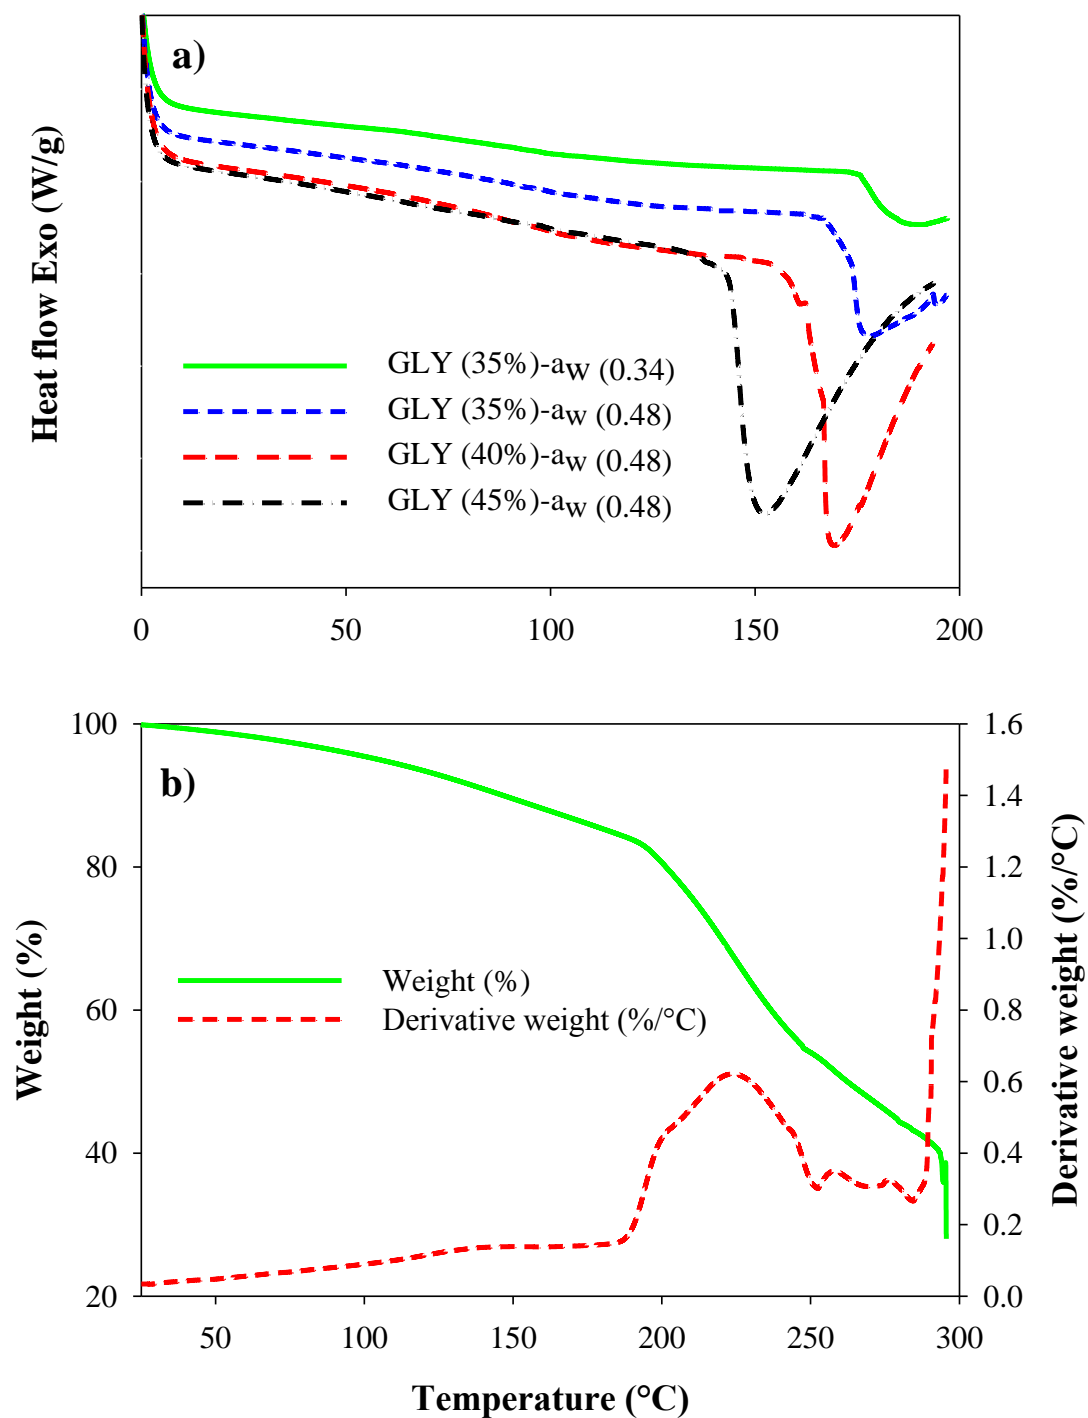 a)
Heat flow Exo (W/g)
GLY (35%)-aw (0.34)
GLY (35%)-aw (0.48)
GLY (40%)-aw (0.48)
GLY (45%)-aw (0.48)
0 50 100 150 200
b)
Weight (%)
100
80
60
40
20
Weight (%)
Derivative weight (%/°C)
1.6
1.4
1.2
1.0
0.8
0.6
0.4
0.2
0.0
Derivative weight (%/°C)
50 100 150 200 250 300
Temperature (°C)